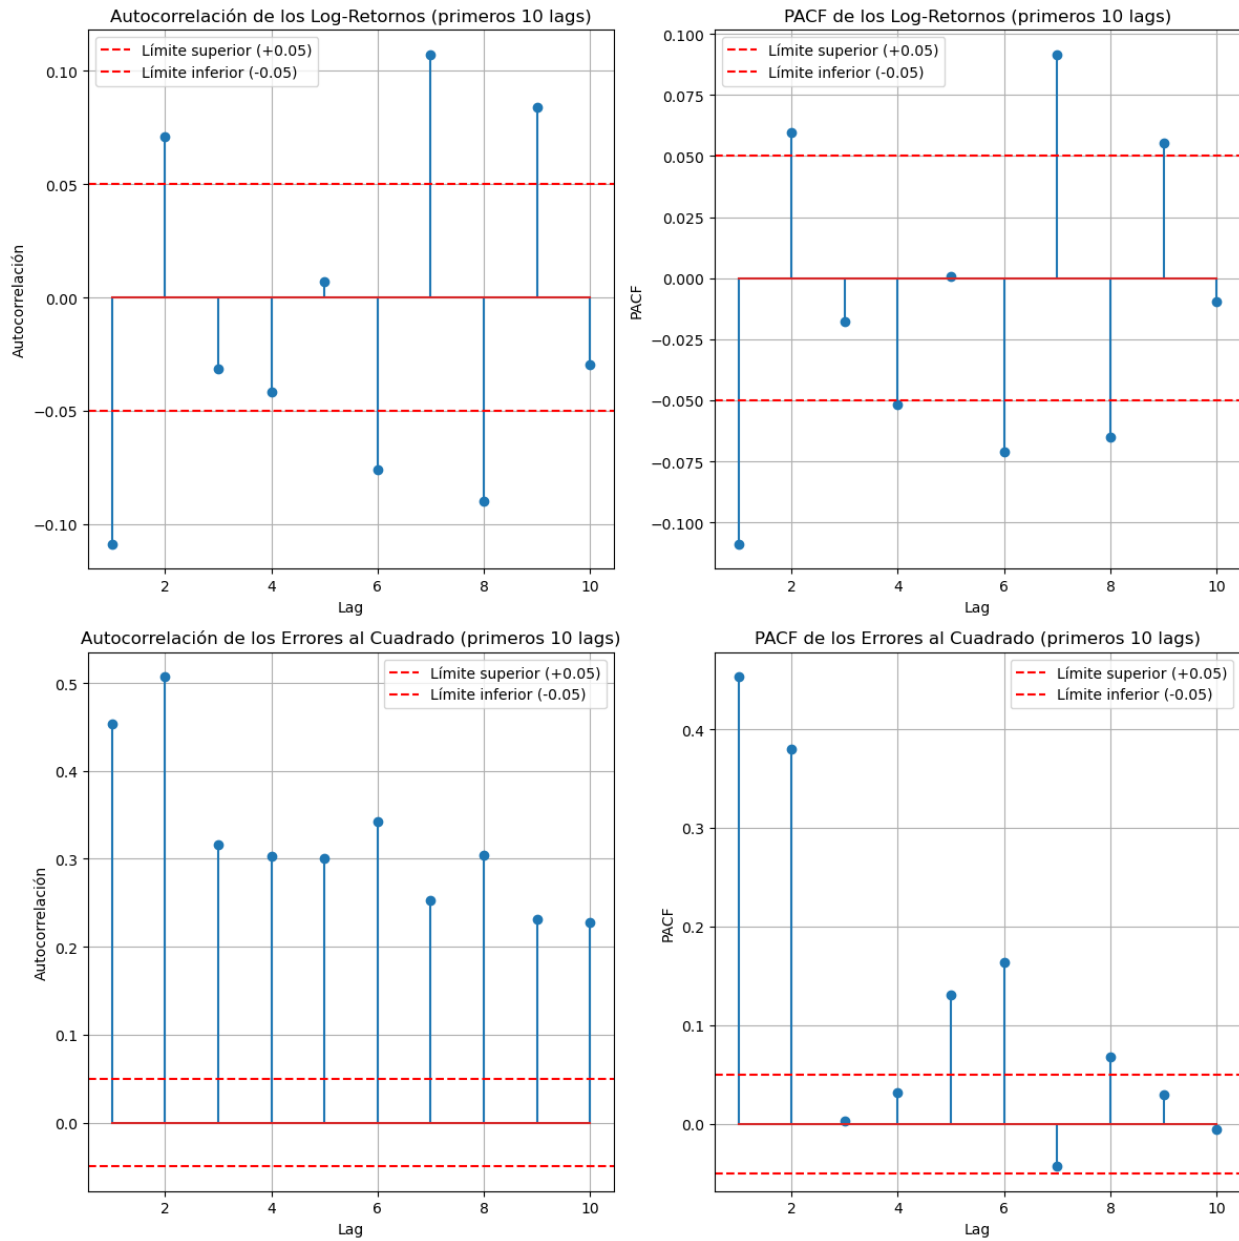 Autocorrelación de los Log-Retornos (primeros 10 lags)
Límite superior (+0.05)
Límite inferior (-0.05)
0.10
0.05
0.00
−0.05
−0.10
Autocorrelación
2 4 6 8 10
Lag
PACF de los Log-Retornos (primeros 10 lags)
Límite superior (+0.05)
Límite inferior (-0.05)
0.100
0.075
0.050
0.025
0.000
−0.025
−0.050
−0.075
−0.100
PACF
2 4 6 8 10
Lag
Autocorrelación de los Errores al Cuadrado (primeros 10 lags)
Límite superior (+0.05)
Límite inferior (-0.05)
0.5
0.4
0.3
0.2
0.1
0.0
Autocorrelación
2 4 6 8 10
Lag
PACF de los Errores al Cuadrado (primeros 10 lags)
Límite superior (+0.05)
Límite inferior (-0.05)
0.4
0.3
0.2
0.1
0.0
PACF
2 4 6 8 10
Lag